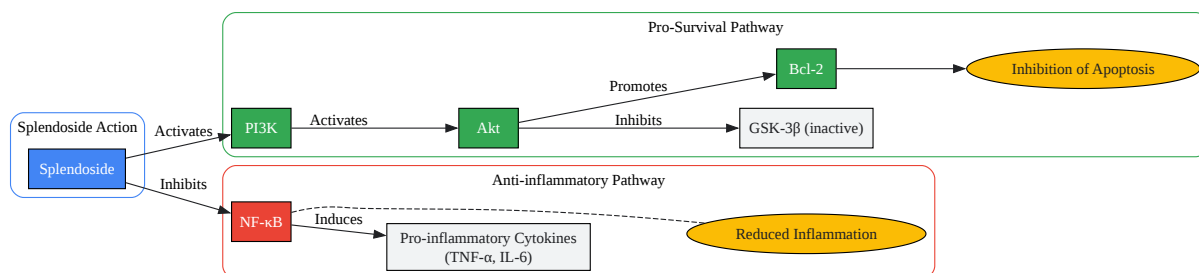 Pro-Survival Pathway
Bcl-2
Inhibition of Apoptosis
Promotes
Splendoside Action
Activates
PI3K
Activates
Akt
Inhibits
GSK-3β (inactive)
Splendoside
Inhibits
Anti-inflammatory Pathway
NF-κB
Induces
Pro-inflammatory Cytokines
(TNF-α, IL-6)
Reduced Inflammation